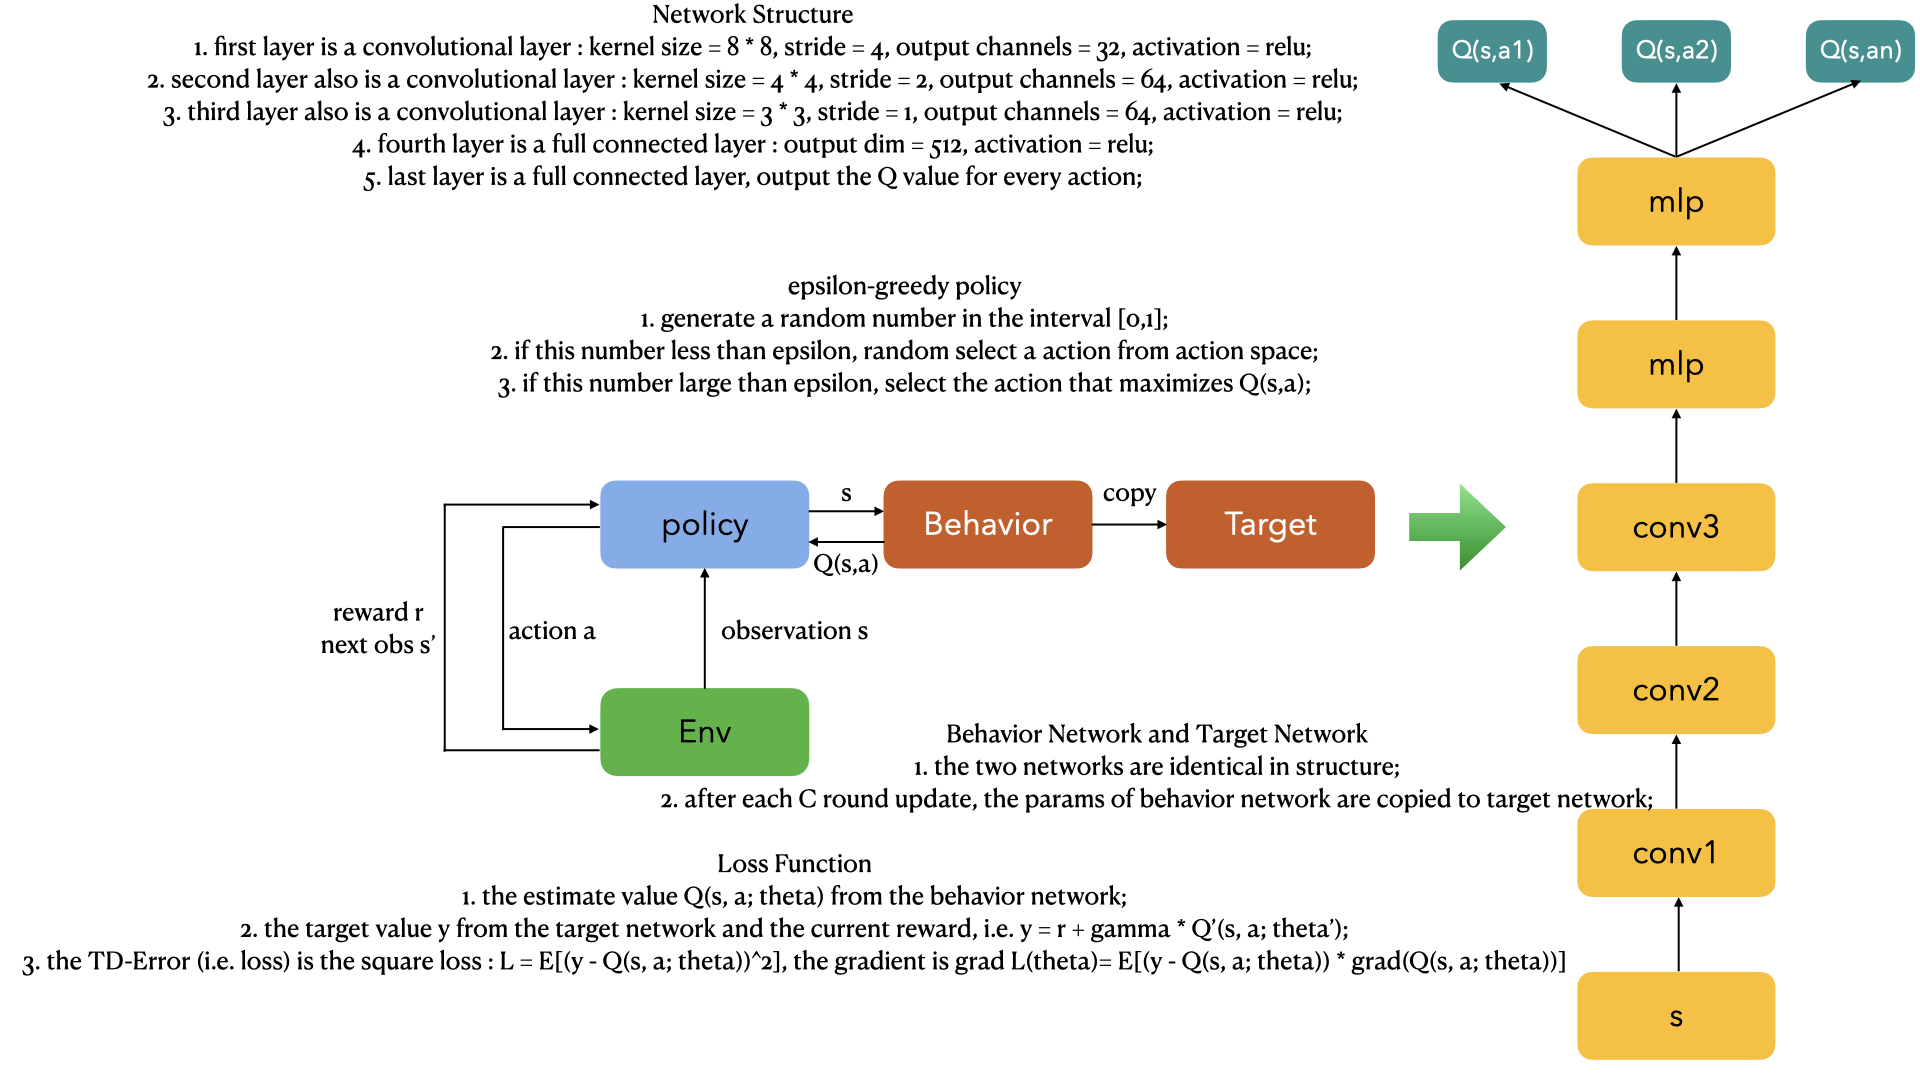 Network Structure
1. first layer is a convolutional layer : kernel size = 8 * 8, stride = 4, output channels = 32, activation = relu;
2. second layer also is a convolutional layer : kernel size = 4 * 4, stride = 2, output channels = 64, activation = relu;
3. third layer also is a convolutional layer : kernel size = 3 * 3, stride = 1, output channels = 64, activation = relu;
4. fourth layer is a full connected layer : output dim = 512, activation = relu;
5. last layer is a full connected layer, output the Q value for every action;
Q(s,a1)
Q(s,a2)
Q(s,an)
mlp
epsilon-greedy policy
1. generate a random number in the interval [0,1];
2. if this number less than epsilon, random select a action from action space;
3. if this number large than epsilon, select the action that maximizes Q(s,a);
mlp
policy
s
Q(s,a)
Behavior
copy
Target
conv3
reward r
next obs s’
action a
observation s
Env
conv2
Behavior Network and Target Network
1. the two networks are identical in structure;
2. after each C round update, the params of behavior network are copied to target network;
conv1
Loss Function
1. the estimate value Q(s, a; theta) from the behavior network;
2. the target value y from the target network and the current reward, i.e. y = r + gamma * Q’(s, a; theta’);
3. the TD-Error (i.e. loss) is the square loss : L = E[(y - Q(s, a; theta))^2], the gradient is grad L(theta)= E[(y - Q(s, a; theta)) * grad(Q(s, a; theta))]
s